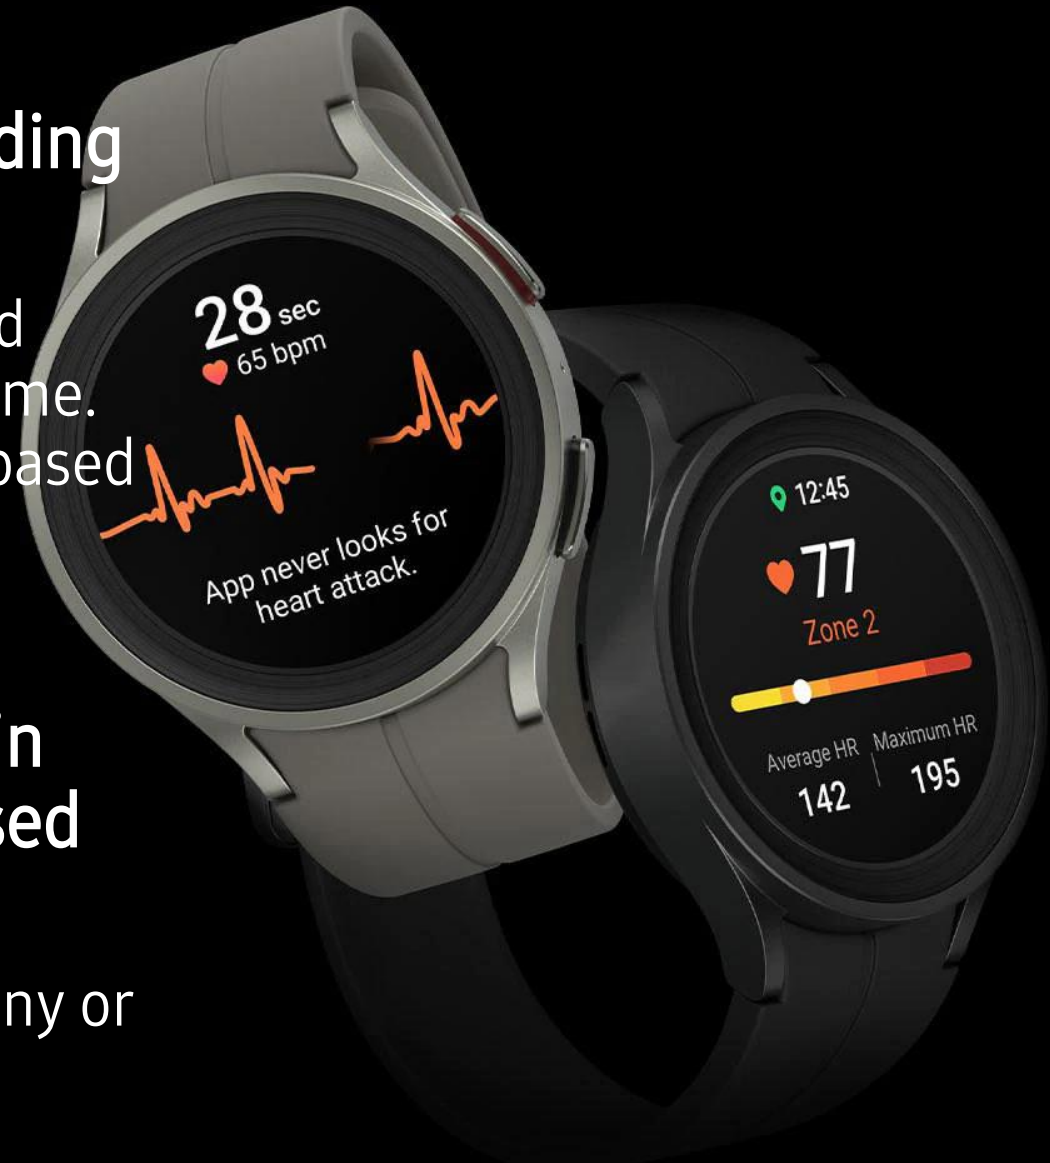 ding
d
me.
based
in
sed
ny or
28 sec
65 bpm
App never looks for
heart attack.
12:45
77
Zone 2
Average HR Maximum HR
142 195